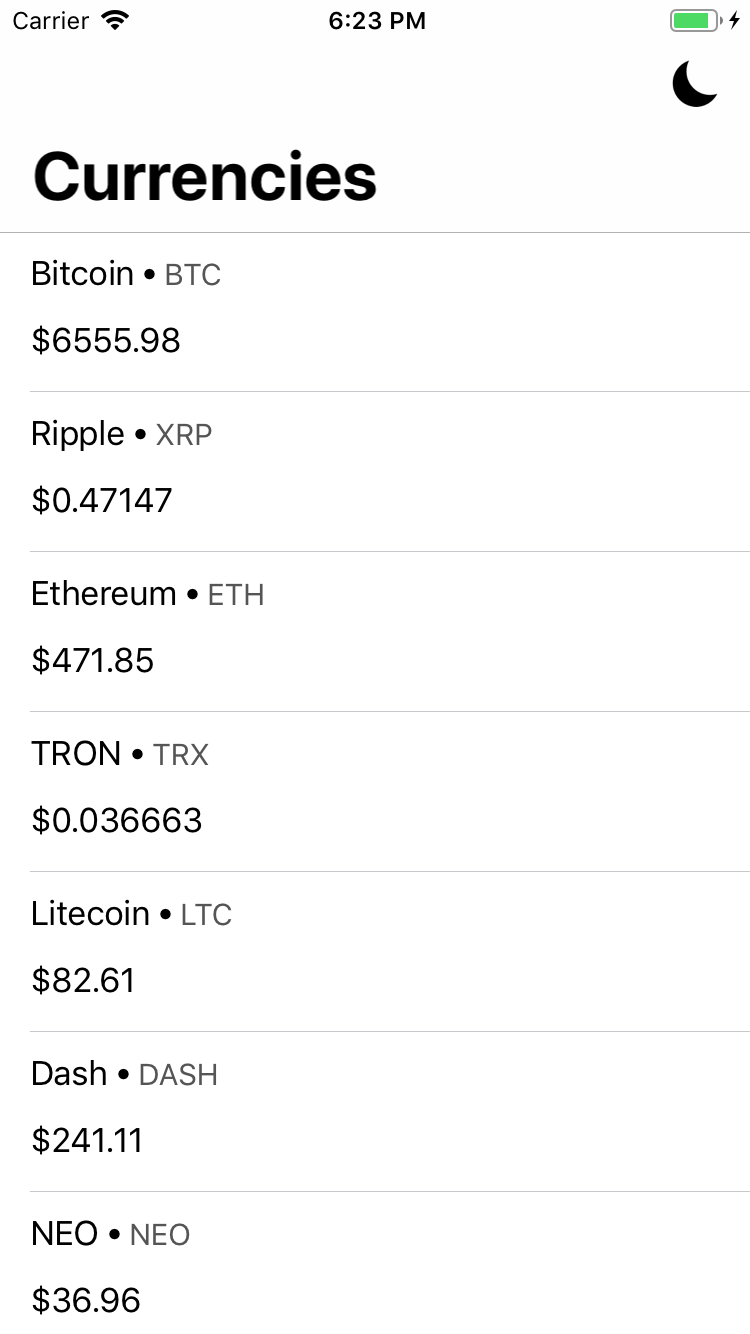 Carrier 6:23 PM
Currencies
Bitcoin • BTC
$6555.98
Ripple • XRP
$0.47147
Ethereum • ETH
$471.85
TRON • TRX
$0.036663
Litecoin • LTC
$82.61
Dash • DASH
$241.11
NEO • NEO
$36.96